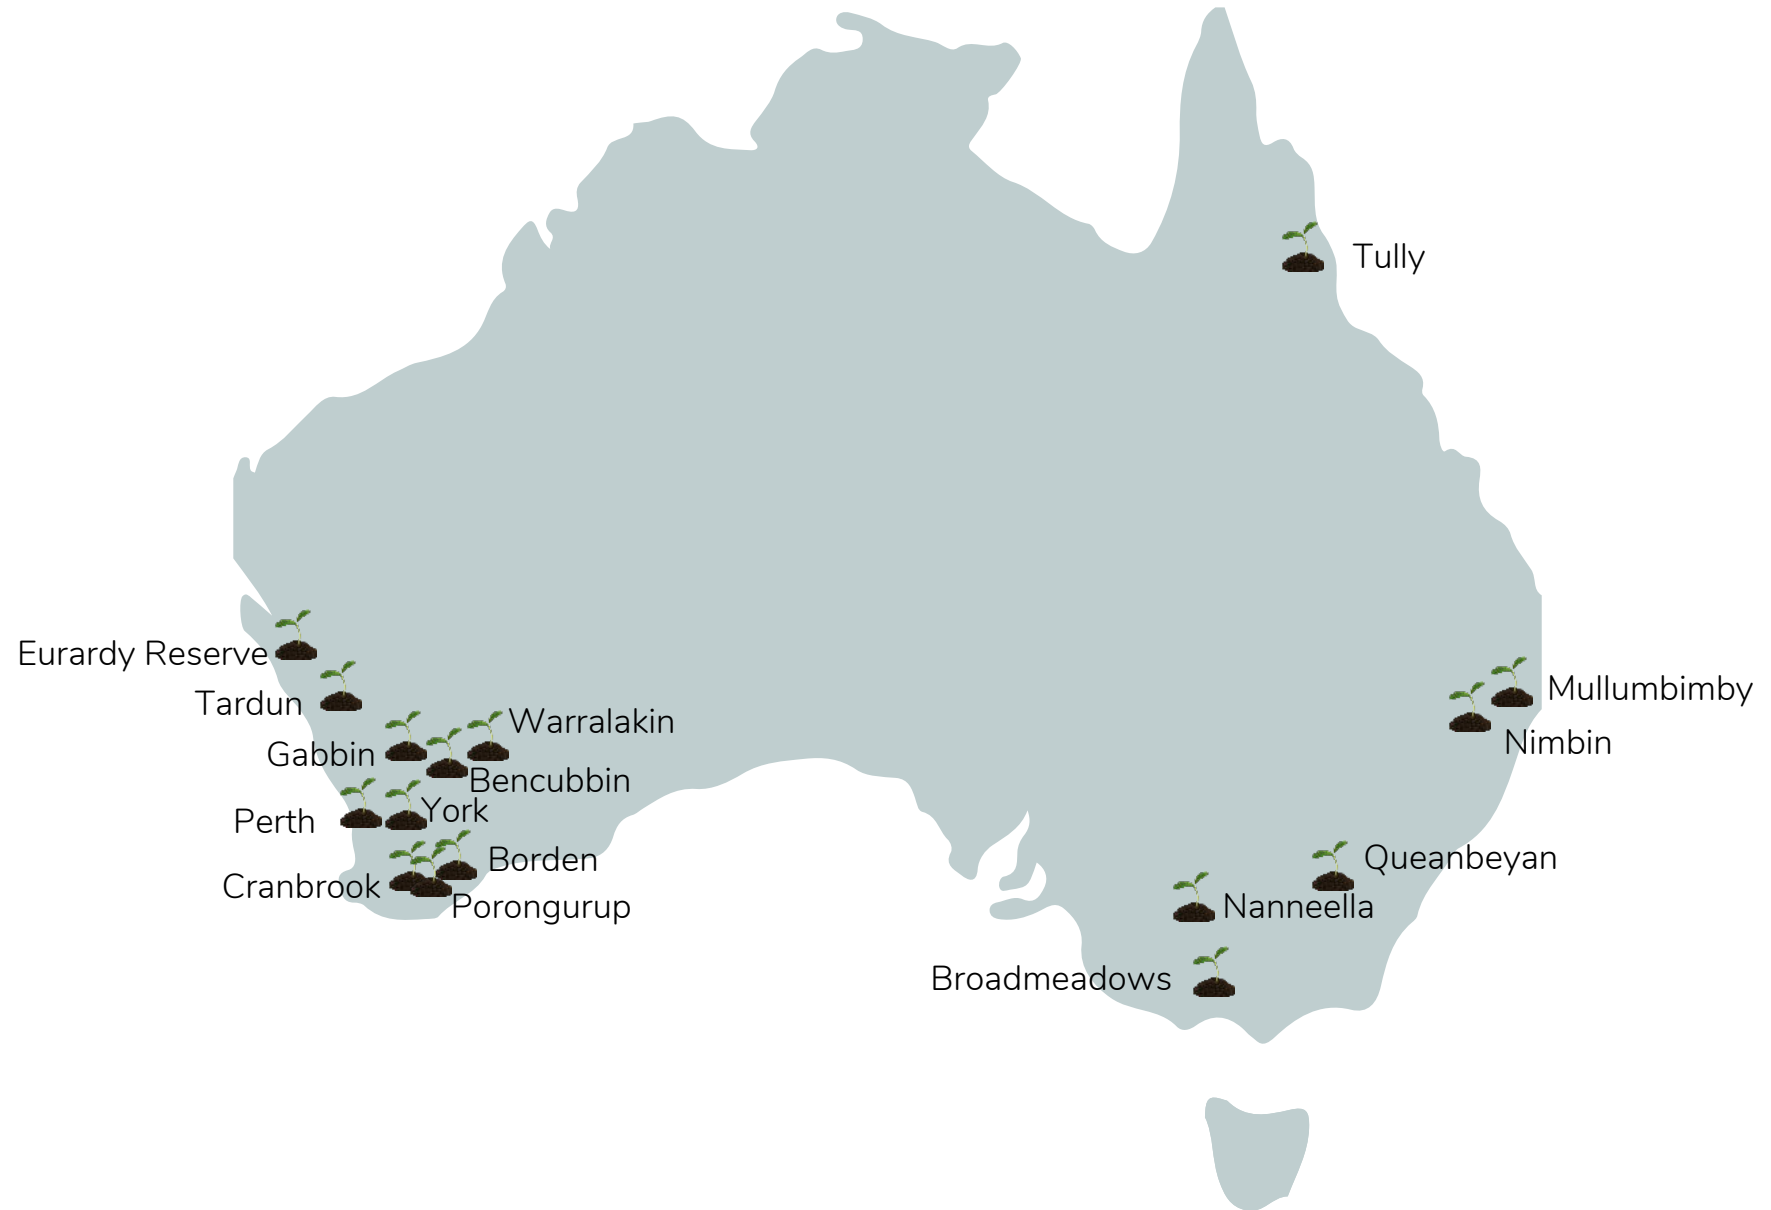 Tully
Eurardy Reserve
Mullumbimby
Tardun
Warralakin
Nimbin
Gabbin
Bencubbin
York
Perth
Queanbeyan
Borden
Cranbrook
Porongurup
Nanneella
Broadmeadows